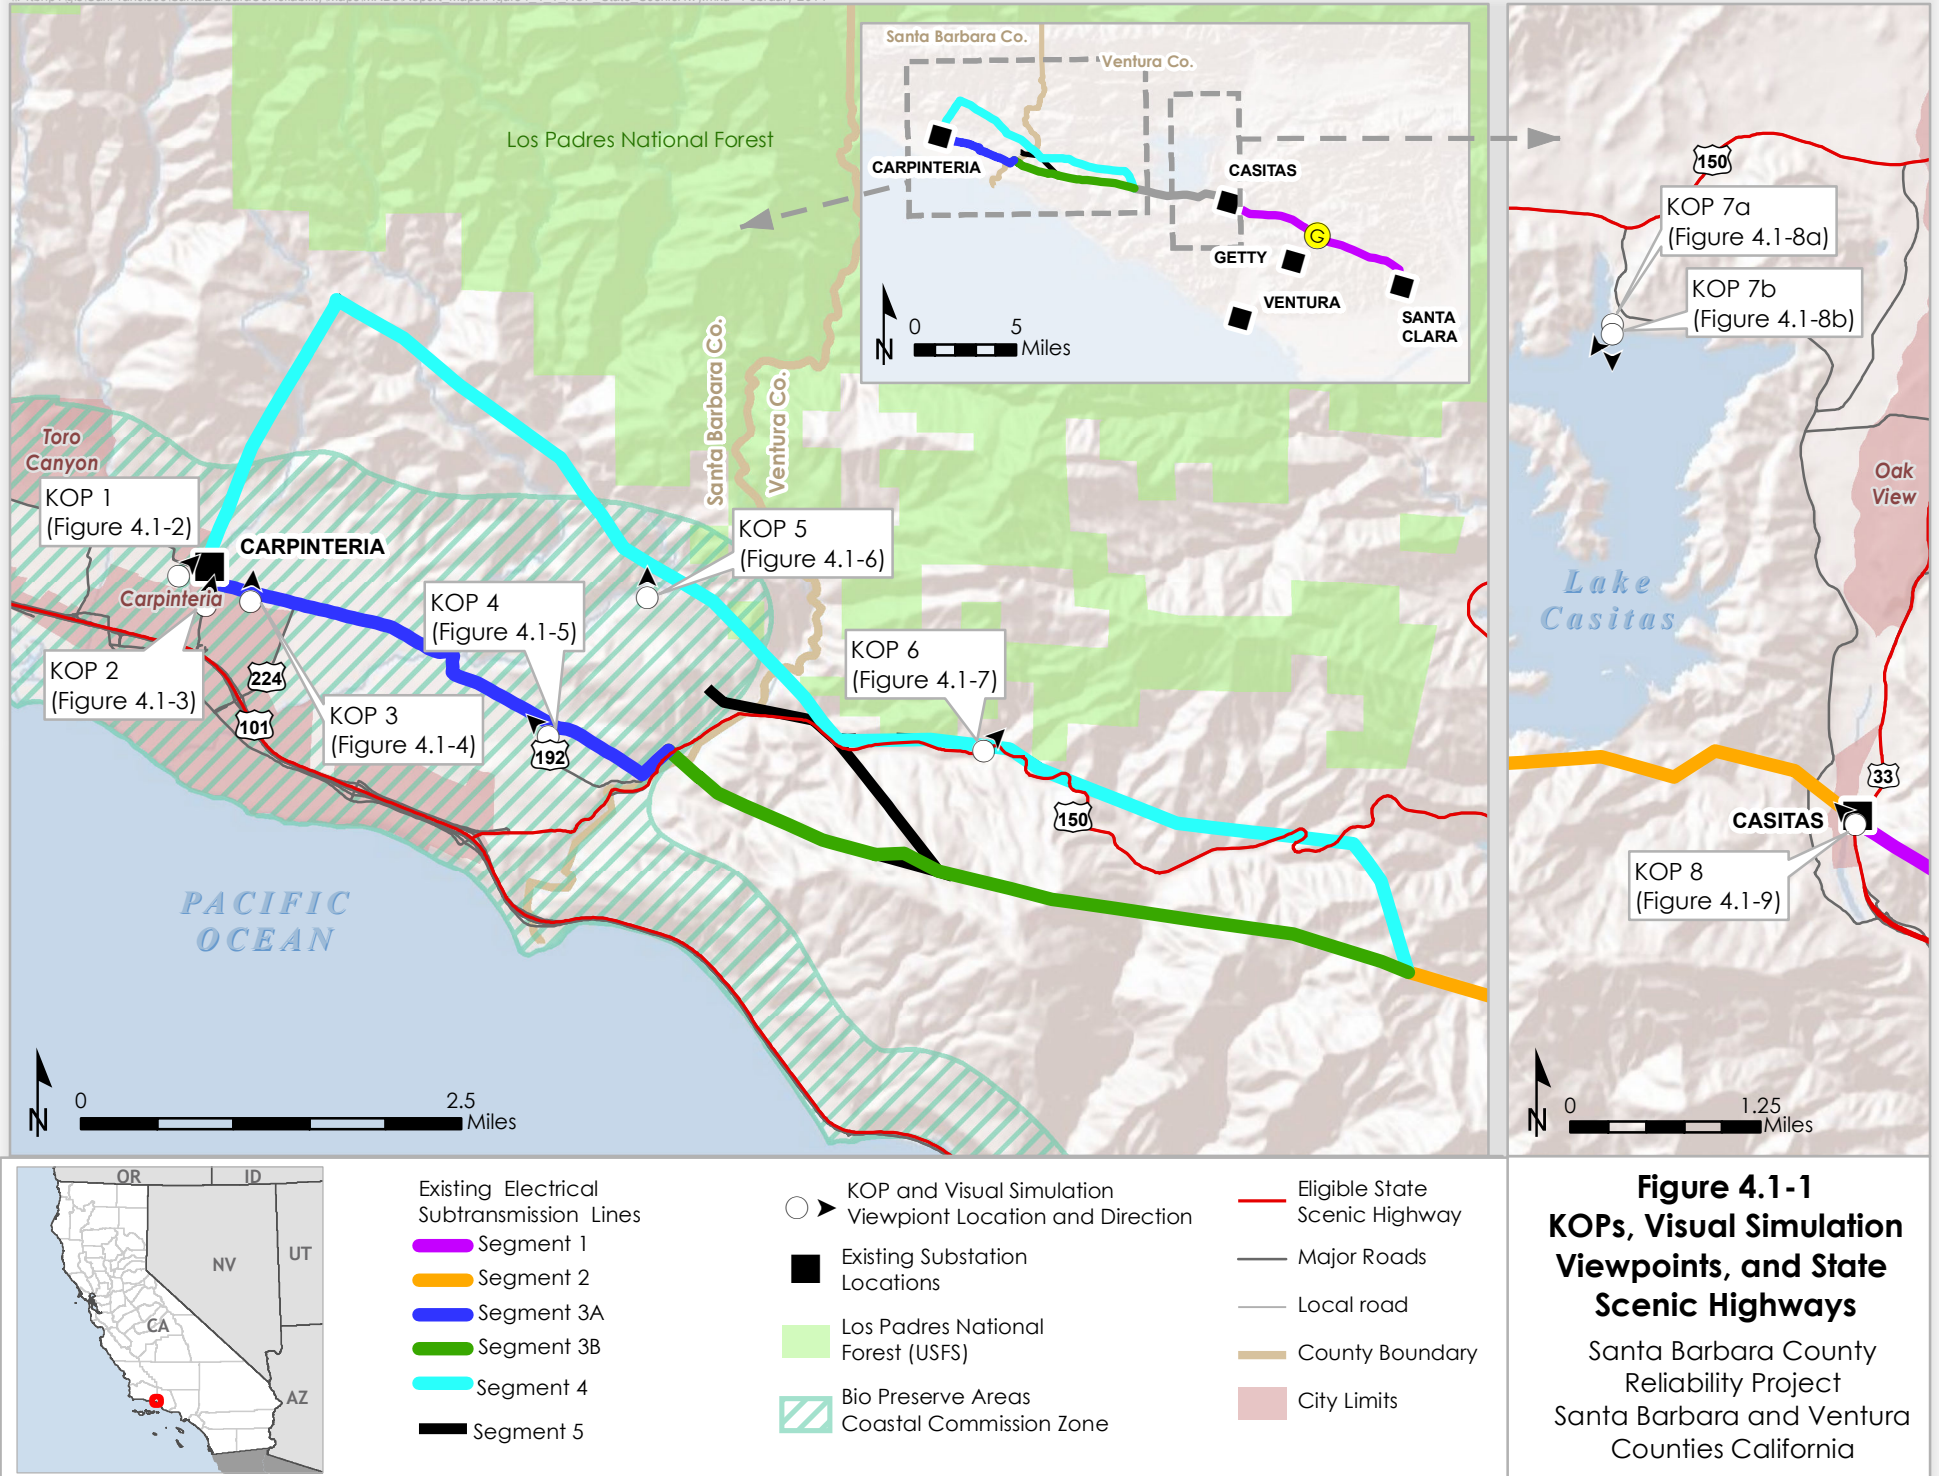 Los Padres National Forest
Santa Barbara Co.
Ventura Co.
Toro
Canyon
KOP 1
(Figure 4.1-2)
CARPINTERIA
Carpinteria
KOP 2
(Figure 4.1-3)
224
101
KOP 3
(Figure 4.1-4)
KOP 4
(Figure 4.1-5)
192
KOP 5
(Figure 4.1-6)
KOP 6
(Figure 4.1-7)
150
PACIFIC
OCEAN
N
0
2.5
Miles
Santa Barbara Co.
Ventura Co.
CARPINTERIA
CASITAS
G
GETTY
VENTURA
SANTA
CLARA
N
0
5
Miles
150
KOP 7a
(Figure 4.1-8a)
KOP 7b
(Figure 4.1-8b)
Oak
View
Lake
Casitas
33
CASITAS
KOP 8
(Figure 4.1-9)
N
0
1.25
Miles
OR
ID
NV
UT
CA
AZ
Existing Electrical
Subtransmission Lines
Segment 1
Segment 2
Segment 3A
Segment 3B
Segment 4
Segment 5
KOP and Visual Simulation
Viewpiont Location and Direction
Existing Substation
Locations
Los Padres National
Forest (USFS)
Bio Preserve Areas
Coastal Commission Zone
Eligible State
Scenic Highway
Major Roads
Local road
County Boundary
City Limits
Figure 4.1-1
KOPs, Visual Simulation
Viewpoints, and State
Scenic Highways
Santa Barbara County
Reliability Project
Santa Barbara and Ventura
Counties California